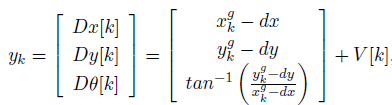 y_k = [ Dx[k] Dy[k] Dθ[k] ] = [ x_k^g − dx y_k^g − dy tan^{−1} ( (y_k^g − dy) / (x_k^g − dx) ) ] + V[k].